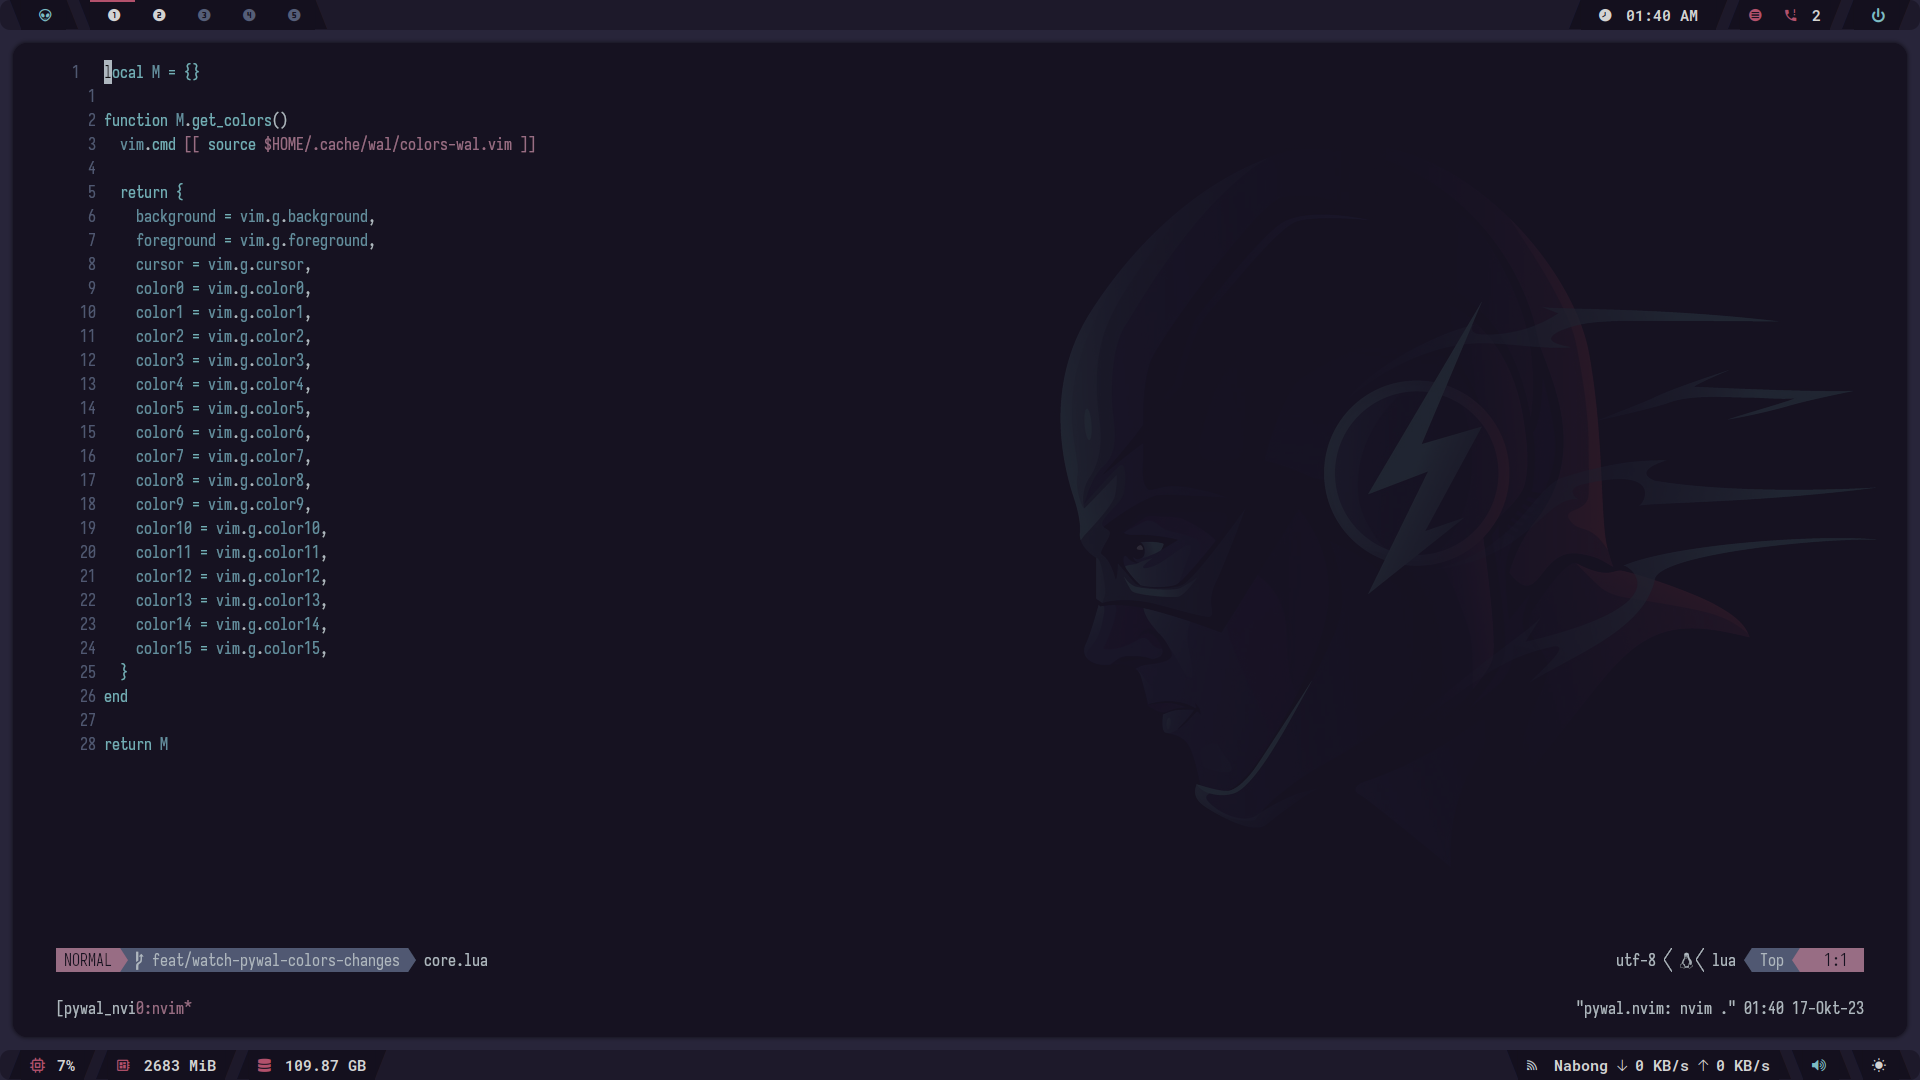 1 2 3 4 5
01:40 AM
2
1 local M = {}
1
2 function M.get_colors()
3 vim.cmd [[ source $HOME/.cache/wal/colors-wal.vim ]]
4
5 return {
6 background = vim.g.background,
7 foreground = vim.g.foreground,
8 cursor = vim.g.cursor,
9 color0 = vim.g.color0,
10 color1 = vim.g.color1,
11 color2 = vim.g.color2,
12 color3 = vim.g.color3,
13 color4 = vim.g.color4,
14 color5 = vim.g.color5,
15 color6 = vim.g.color6,
16 color7 = vim.g.color7,
17 color8 = vim.g.color8,
18 color9 = vim.g.color9,
19 color10 = vim.g.color10,
20 color11 = vim.g.color11,
21 color12 = vim.g.color12,
22 color13 = vim.g.color13,
23 color14 = vim.g.color14,
24 color15 = vim.g.color15,
25 }
26 end
27
28 return M
NORMAL feat/watch-pywal-colors-changes core.lua
utf-8 lua Top 1:1
[pywal_nvi0:nvim*
"pywal.nvim: nvim ." 01:40 17-Okt-23
7% 2683 MiB 109.87 GB
Nabong ↓ 0 KB/s ↑ 0 KB/s